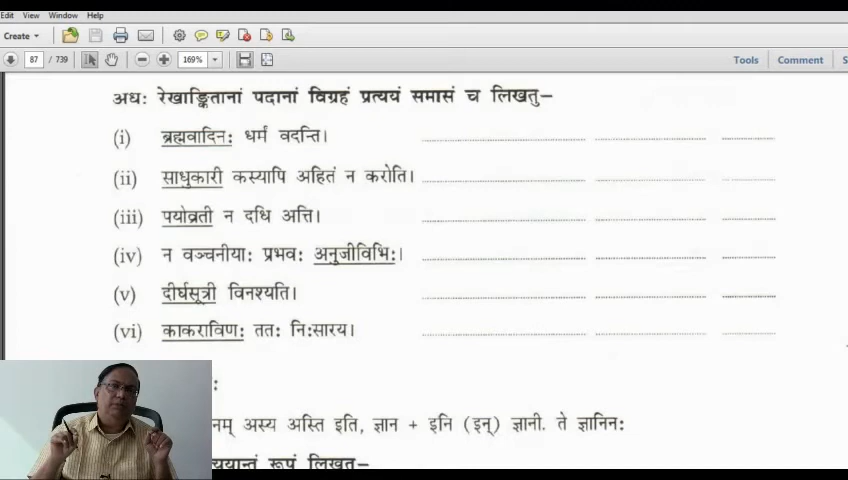 Edit View Window Help
Create
87 / 739 169% Tools Comment S
अधः रेखाङ्कितानां पदानां विग्रहं प्रत्ययं समासं च लिखतु–
(i) ब्रह्मवादिनः धर्मं वदन्ति।
(ii) साधुकारी कस्यापि अहितं न करोति।
(iii) पयोव्रती न दधि अत्ति।
(iv) न वञ्चनीयाः प्रभवः अनुजीविभिः।
(v) दीर्घसूत्री विनश्यति।
(vi) काकराविणः ततः निःसारय।
नम् अस्य अस्ति इति, ज्ञान + इनि (इन्) ज्ञानी. ते ज्ञानिनः
त्ययान्तं रूपं लिखत–